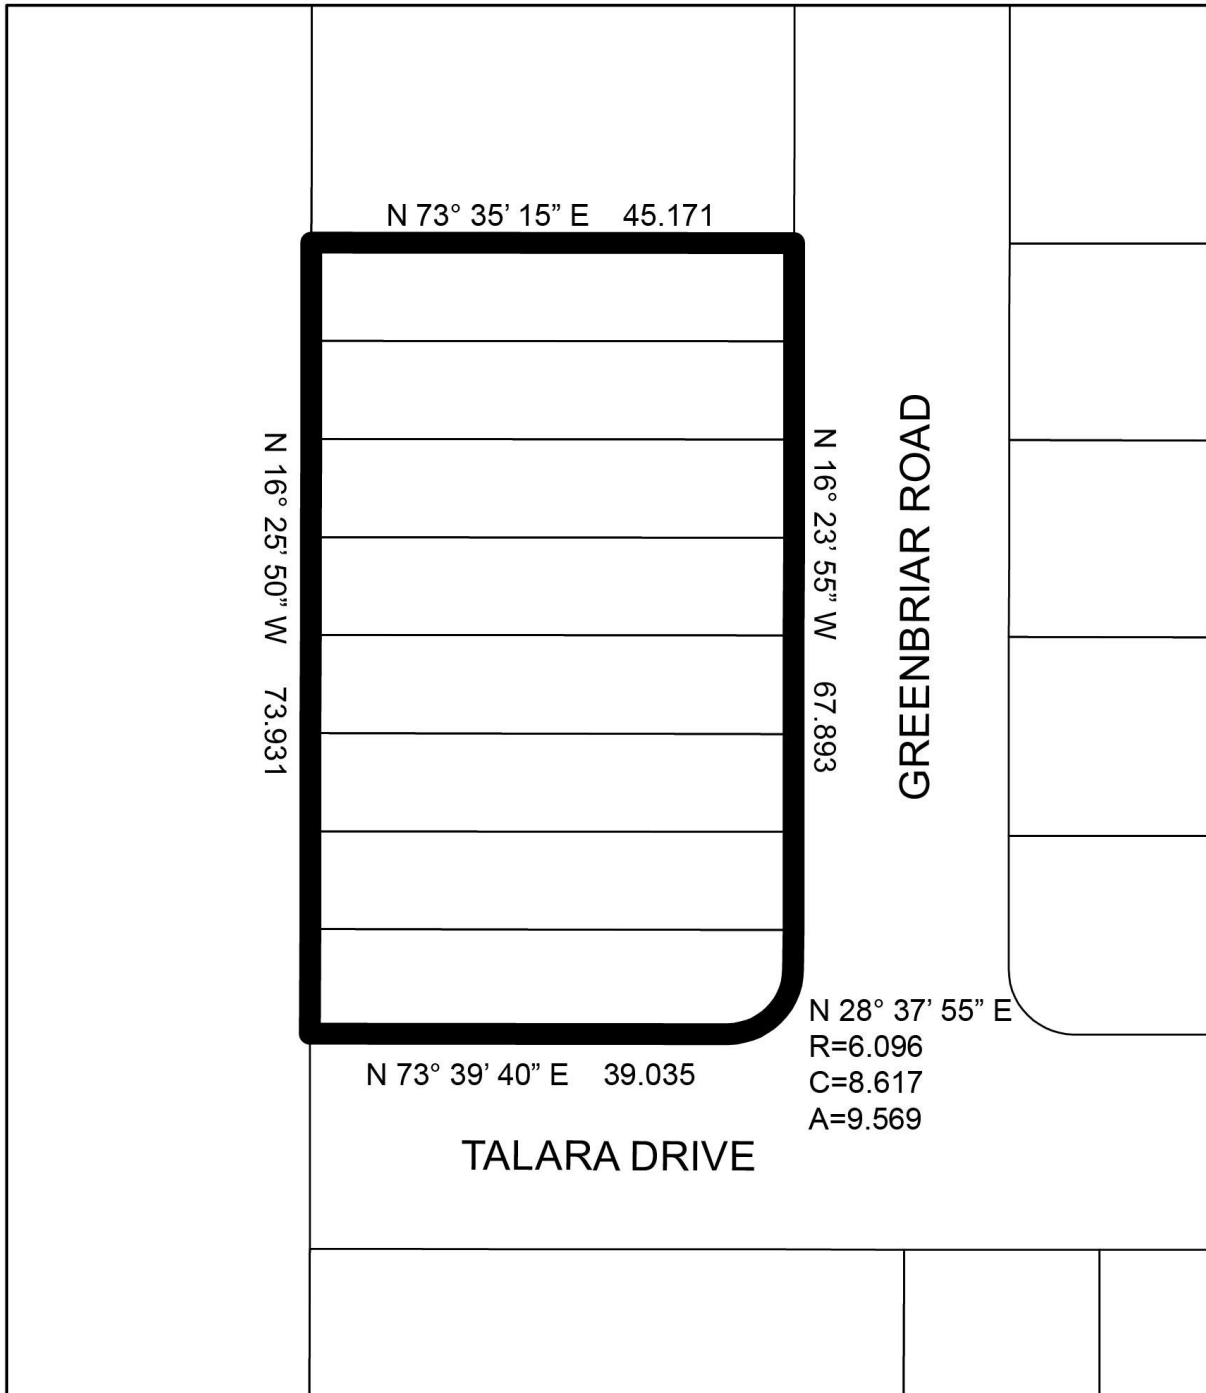 N 73° 35’ 15” E 45.171
N 16° 25’ 50” W 73.931
N 16° 23’ 55” W 67.893
GREENBRIAR ROAD
N 28° 37’ 55” E
R=6.096
C=8.617
A=9.569
N 73° 39’ 40” E 39.035
TALARA DRIVE